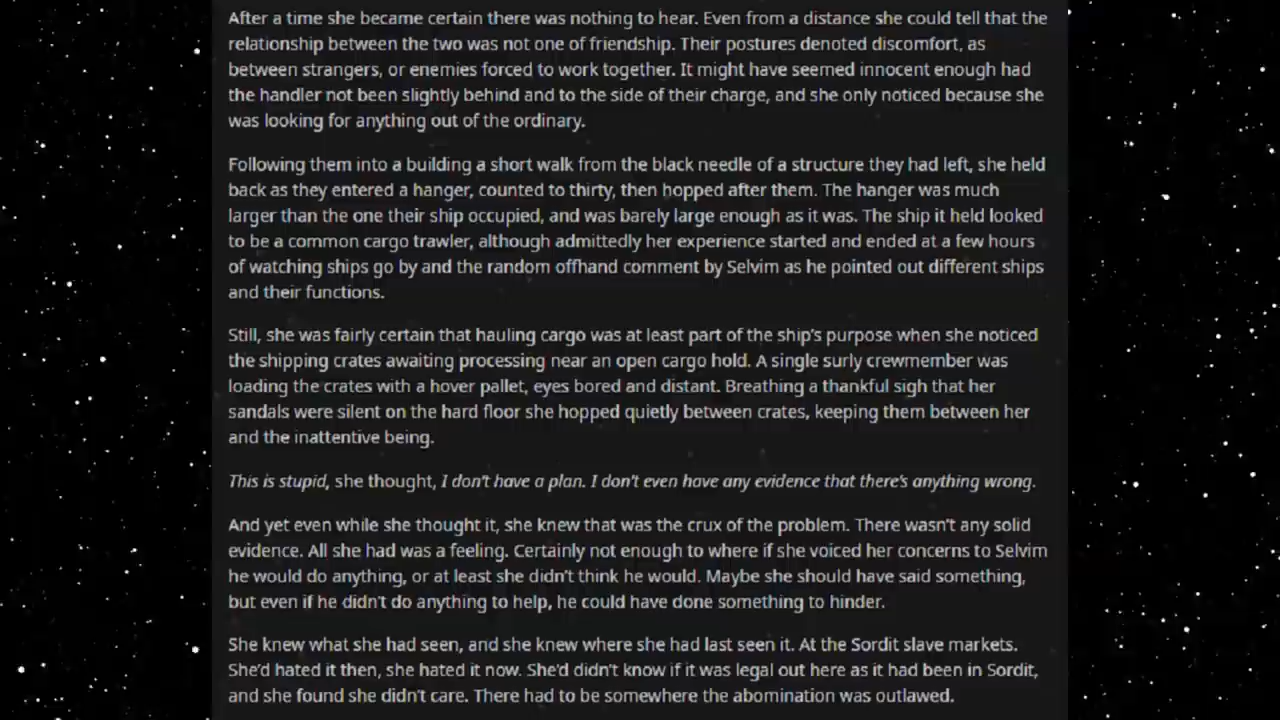 After a time she became certain there was nothing to hear. Even from a distance she could tell that the
relationship between the two was not one of friendship. Their postures denoted discomfort, as
between strangers, or enemies forced to work together. It might have seemed innocent enough had
the handler not been slightly behind and to the side of their charge, and she only noticed because she
was looking for anything out of the ordinary.
Following them into a building a short walk from the black needle of a structure they had left, she held
back as they entered a hanger, counted to thirty, then hopped after them. The hanger was much
larger than the one their ship occupied, and was barely large enough as it was. The ship it held looked
to be a common cargo trawler, although admittedly her experience started and ended at a few hours
of watching ships go by and the random offhand comment by Selvim as he pointed out different ships
and their functions.
Still, she was fairly certain that hauling cargo was at least part of the ship's purpose when she noticed
the shipping crates awaiting processing near an open cargo hold. A single surly crewmember was
loading the crates with a hover pallet, eyes bored and distant. Breathing a thankful sigh that her
sandals were silent on the hard floor she hopped quietly between crates, keeping them between her
and the inattentive being.
This is stupid, she thought, I don't have a plan. I don't even have any evidence that there's anything wrong.
And yet even while she thought it, she knew that was the crux of the problem. There wasn't any solid
evidence. All she had was a feeling. Certainly not enough to where if she voiced her concerns to Selvim
he would do anything, or at least she didn't think he would. Maybe she should have said something,
but even if he didn't do anything to help, he could have done something to hinder.
She knew what she had seen, and she knew where she had last seen it. At the Sordit slave markets.
She'd hated it then, she hated it now. She'd didn't know if it was legal out here as it had been in Sordit,
and she found she didn't care. There had to be somewhere the abomination was outlawed.